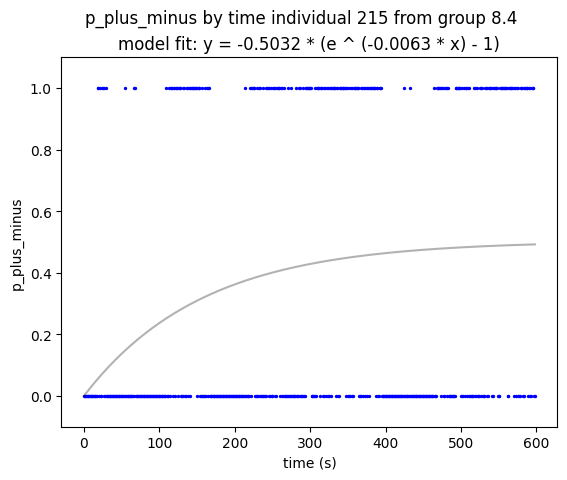 p_plus_minus by time individual 215 from group 8.4
model fit: y = -0.5032 * (e ^ (-0.0063 * x) - 1)
1.0
0.8
0.6
0.4
0.2
0.0
p_plus_minus
0 100 200 300 400 500 600
time (s)